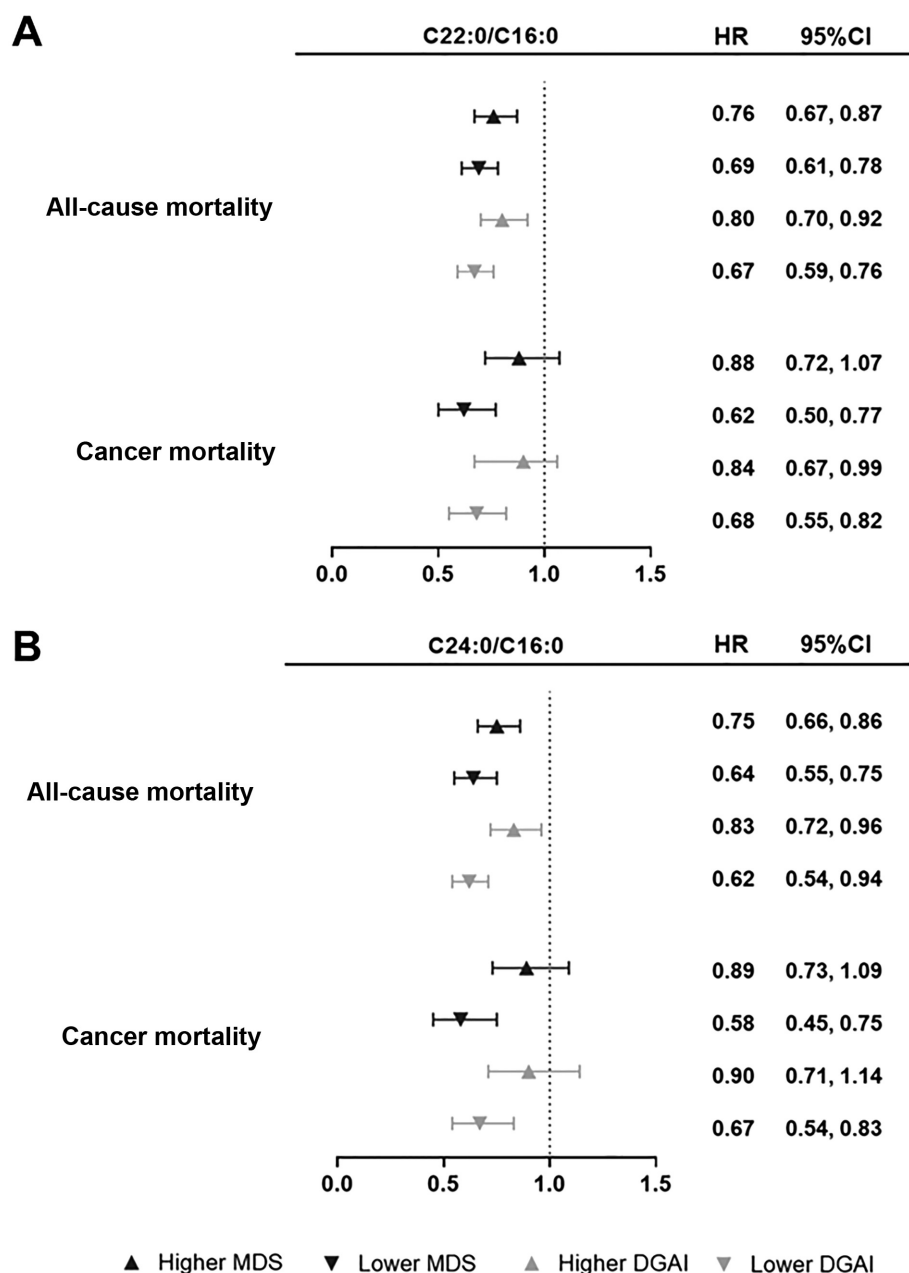 A
C22:0/C16:0 HR 95%CI
0.76 0.67, 0.87
0.69 0.61, 0.78
All-cause mortality
0.80 0.70, 0.92
0.67 0.59, 0.76
0.88 0.72, 1.07
0.62 0.50, 0.77
Cancer mortality
0.84 0.67, 0.99
0.68 0.55, 0.82
0.0 0.5 1.0 1.5
B
C24:0/C16:0 HR 95%CI
0.75 0.66, 0.86
0.64 0.55, 0.75
All-cause mortality
0.83 0.72, 0.96
0.62 0.54, 0.94
0.89 0.73, 1.09
0.58 0.45, 0.75
Cancer mortality
0.90 0.71, 1.14
0.67 0.54, 0.83
0.0 0.5 1.0 1.5
Higher MDS Lower MDS Higher DGAI Lower DGAI